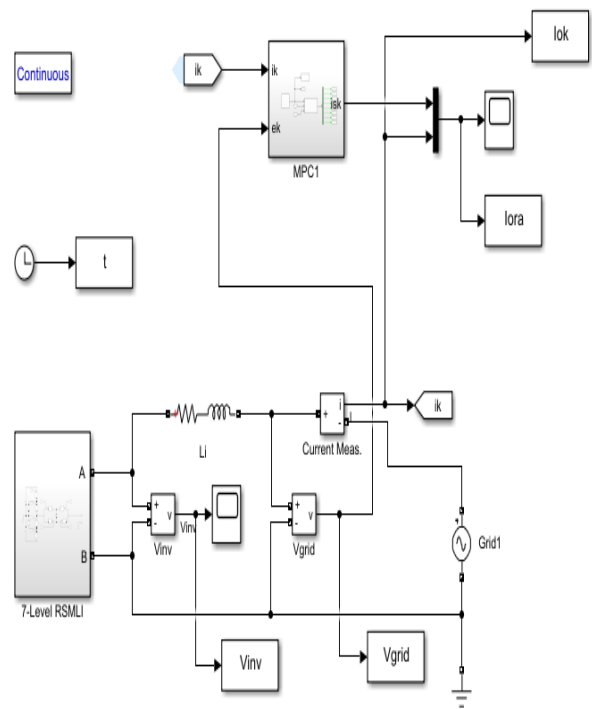 Iok
Continuous
ik
ik
isk
ek
MPC1
Iora
t
ik
i
+
-
Current Meas.
Li
A
B
7-Level RSMLI
+
-
v
Vinv
Vinv
+
-
v
Vgrid
Grid1
Vinv
Vgrid